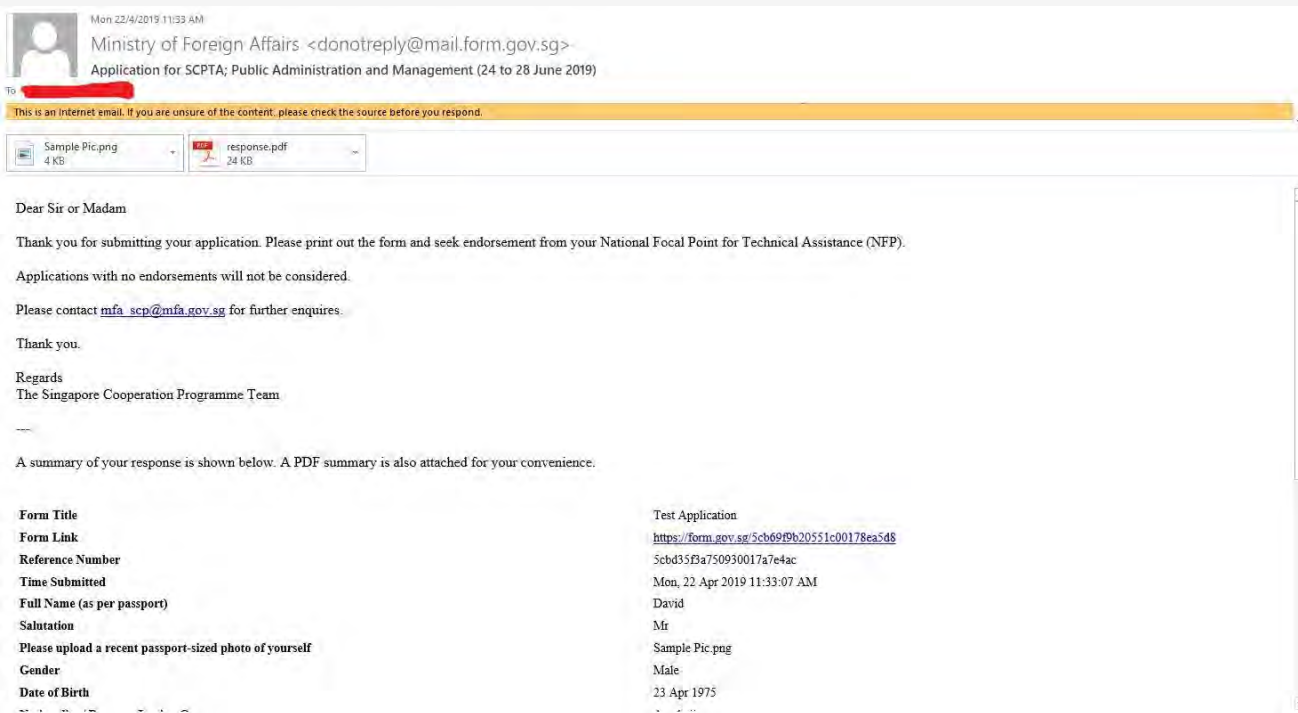 Mon 22/4/2019 11:33 AM
Ministry of Foreign Affairs <donotreply@mail.form.gov.sg>
Application for SCPTA; Public Administration and Management (24 to 28 June 2019)
To
This is an Internet email. If you are unsure of the content, please check the source before you respond.
Sample Pic.png
4 KB
PDF
response.pdf
24 KB
Dear Sir or Madam
Thank you for submitting your application. Please print out the form and seek endorsement from your National Focal Point for Technical Assistance (NFP).
Applications with no endorsements will not be considered.
Please contact mfa_scp@mfa.gov.sg for further enquires.
Thank you.
Regards
The Singapore Cooperation Programme Team
---
A summary of your response is shown below. A PDF summary is also attached for your convenience.
Form Title Test Application
Form Link https://form.gov.sg/5cb69f9b20551c00178ea5d8
Reference Number 5cbd35f3a750930017a7e4ac
Time Submitted Mon, 22 Apr 2019 11:33:07 AM
Full Name (as per passport) David
Salutation Mr
Please upload a recent passport-sized photo of yourself Sample Pic.png
Gender Male
Date of Birth 23 Apr 1975